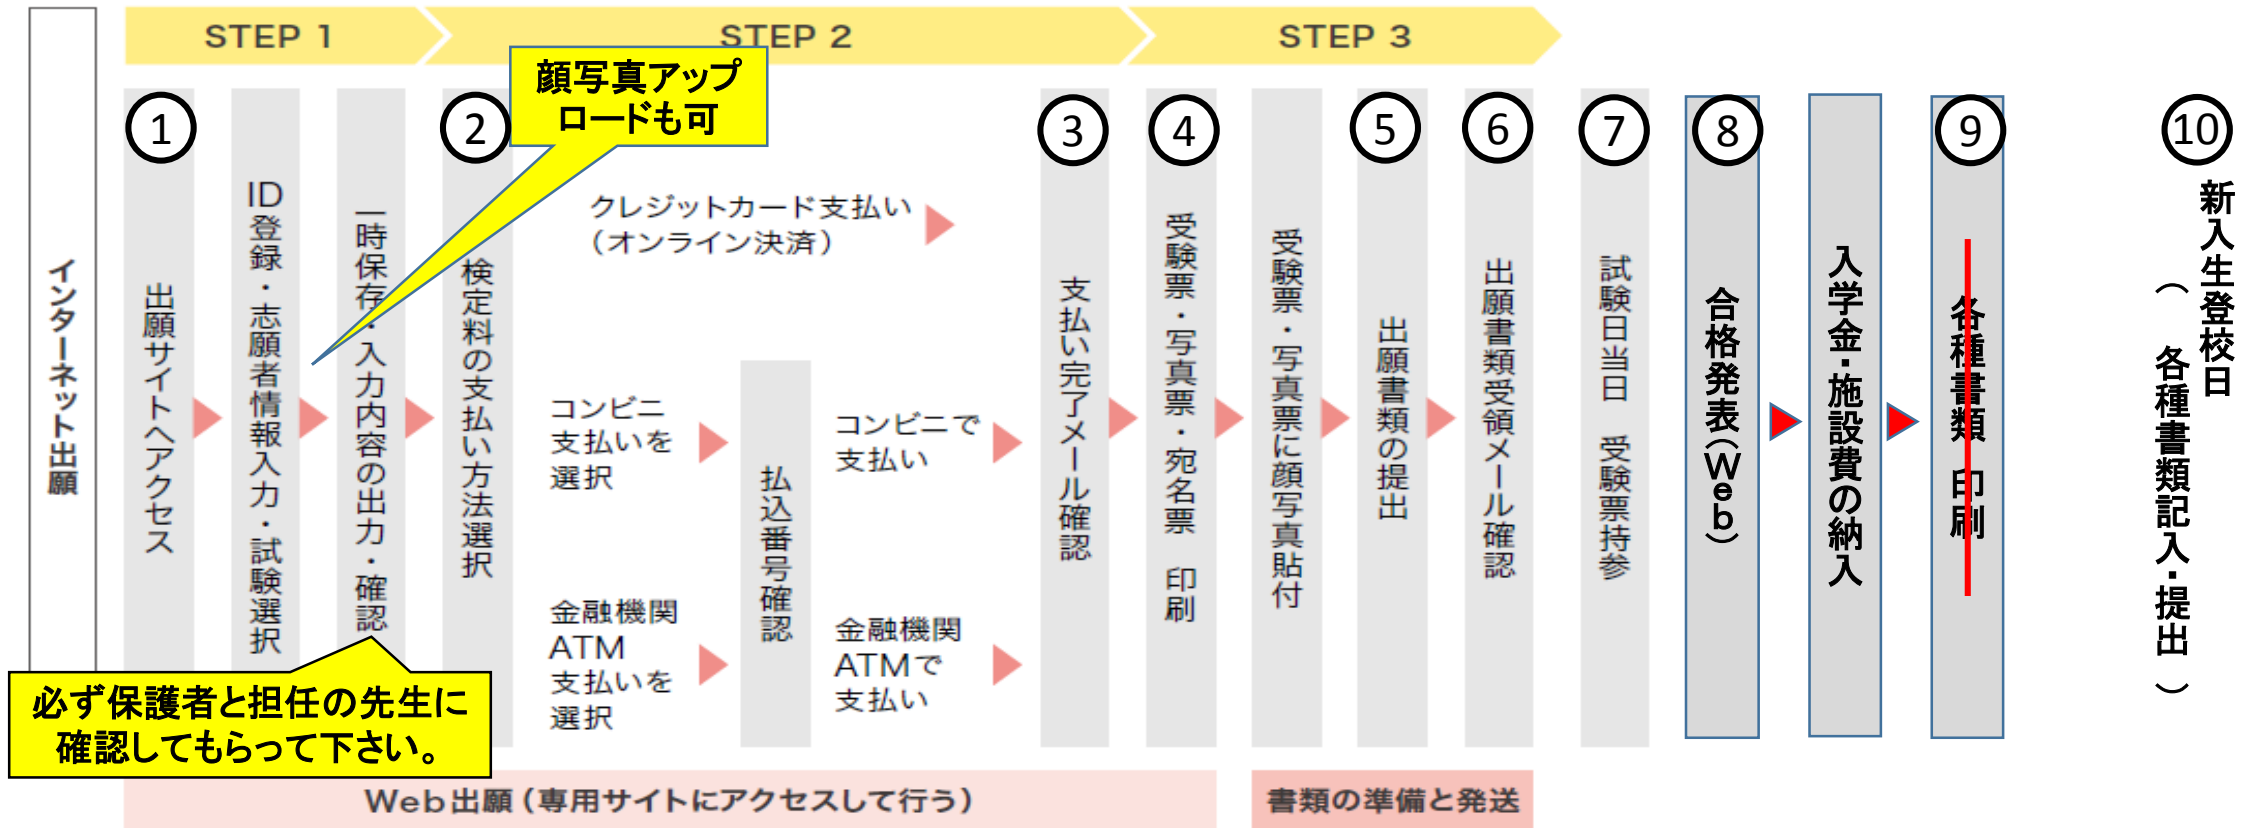 インターネット出願
STEP 1
STEP 2
STEP 3
顔写真アップ
ロードも可
①
出願サイトへアクセス
ID登録・志願者情報入力・試験選択
一時保存・入力内容の出力・確認
必ず保護者と担任の先生に
確認してもらって下さい。
②
検定料の支払い方法選択
クレジットカード支払い
（オンライン決済）
コンビニ
支払いを
選択
金融機関
ATM
支払いを
選択
払込番号確認
コンビニで
支払い
金融機関
ATMで
支払い
③
支払い完了メール確認
④
受験票・写真票・宛名票　印刷
受験票・写真票に顔写真貼付
⑤
出願書類の提出
⑥
出願書類受領メール確認
⑦
試験日当日　受験票持参
⑧
合格発表（Web）
入学金・施設費の納入
⑨
各種書類　印刷
⑩
新入生登校日
（　各種書類記入・提出　）
Web出願（専用サイトにアクセスして行う）
書類の準備と発送